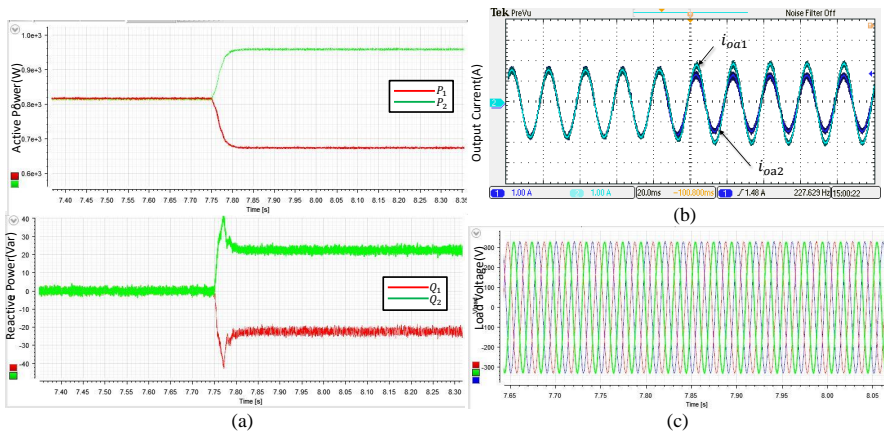 Active Power(W)
1.0e+3
0.8e+3
0.7e+3
0.6e+3
P1
P2
7.40 7.45 7.50 7.55 7.60 7.65 7.70 7.75 7.80 7.85 7.90 7.95 8.00 8.05 8.10 8.15 8.20 8.25 8.30 8.35
Time [s]
Reactive Power(Var)
40
30
20
10
0
-10
-20
-30
-40
Q1
Q2
7.40 7.45 7.50 7.55 7.60 7.65 7.70 7.75 7.80 7.85 7.90 7.95 8.00 8.05 8.10 8.15 8.20 8.25 8.30
Time [s]
(a)
Tek PreVu
Noise Filter Off
Output Current(A)
ioa1
ioa2
2
1 1.00 A
2 1.00 A
20.0ms
-100.800ms
1 ∫ 1.48 A
227.629 Hz
15:00:22
(b)
Load Voltage(V)
300
200
100
0
-100
-200
-300
7.65 7.70 7.75 7.80 7.85 7.90 7.95 8.00 8.05
Time [s]
(c)